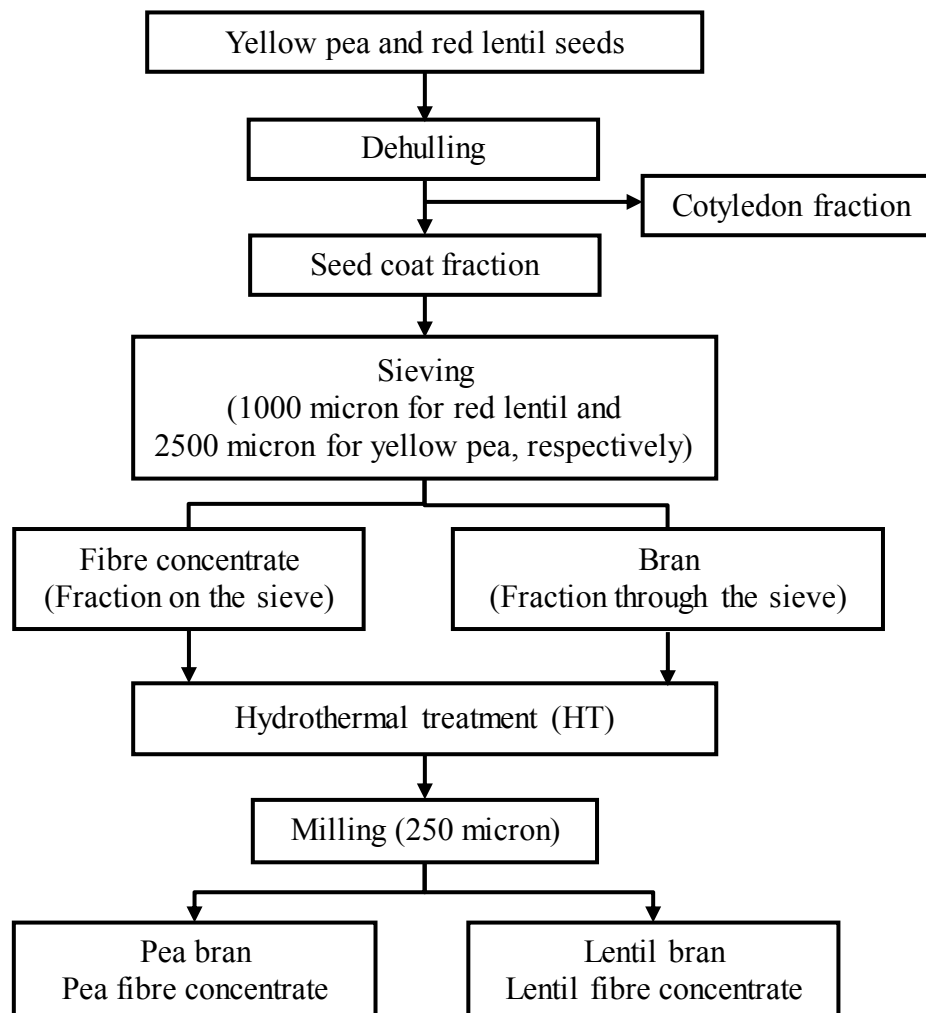 Yellow pea and red lentil seeds
Dehulling
Cotyledon fraction
Seed coat fraction
Sieving
(1000 micron for red lentil and
2500 micron for yellow pea, respectively)
Fibre concentrate
(Fraction on the sieve)
Bran
(Fraction through the sieve)
Hydrothermal treatment (HT)
Milling (250 micron)
Pea bran
Pea fibre concentrate
Lentil bran
Lentil fibre concentrate